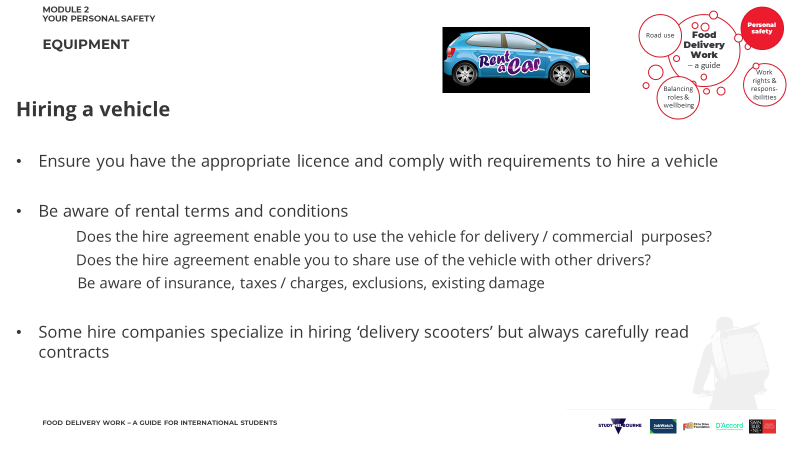 MODULE 2
YOUR PERSONAL SAFETY
EQUIPMENT
Rent
a Car
Road use
Food
Delivery
Work
– a guide
Personal
safety
Balancing
roles &
wellbeing
Work
rights &
respons-
ibilities
Hiring a vehicle
• Ensure you have the appropriate licence and comply with requirements to hire a vehicle
• Be aware of rental terms and conditions
Does the hire agreement enable you to use the vehicle for delivery / commercial purposes?
Does the hire agreement enable you to share use of the vehicle with other drivers?
Be aware of insurance, taxes / charges, exclusions, existing damage
• Some hire companies specialize in hiring ‘delivery scooters’ but always carefully read
contracts
FOOD DELIVERY WORK – A GUIDE FOR INTERNATIONAL STUDENTS
STUDY MELBOURNE
JobWatch
D'Accord
SWIN
BUR
NE